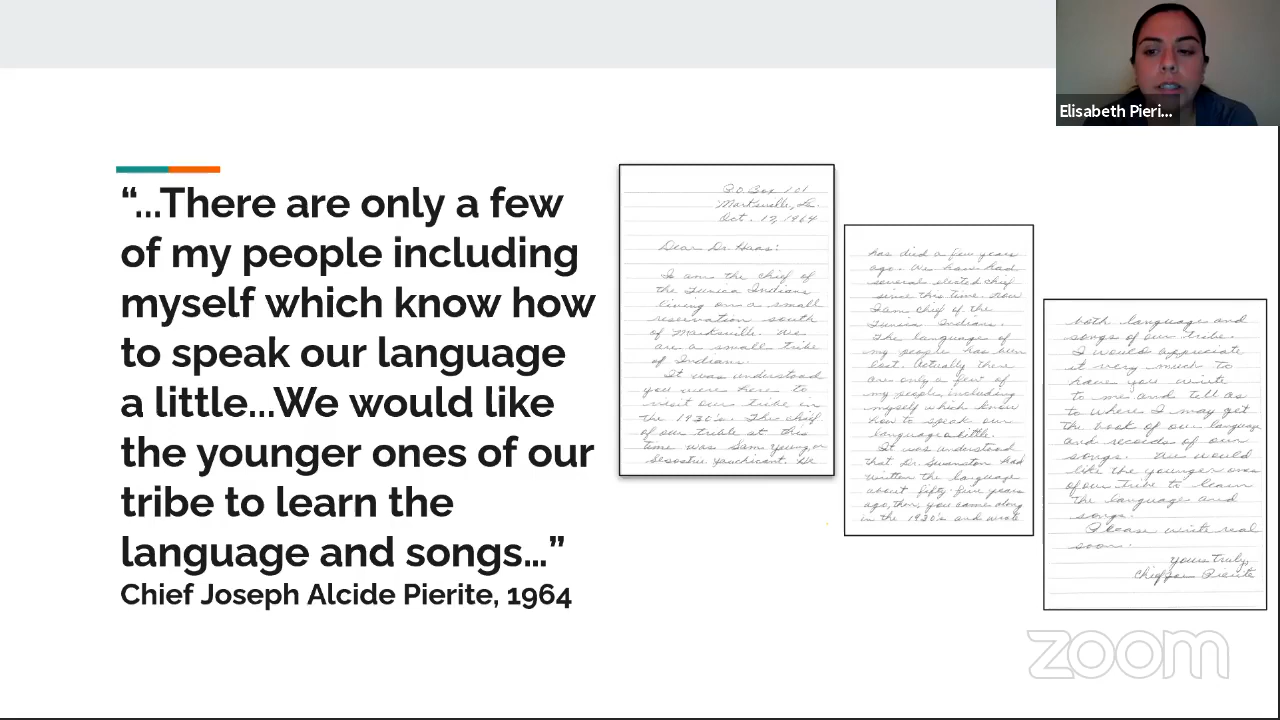 Elisabeth Pieri...
“...There are only a few
of my people including
myself which know how
to speak our language
a little...We would like
the younger ones of our
tribe to learn the
language and songs...”
Chief Joseph Alcide Pierite, 1964
P.O. Box 101
Marksville, La.
Oct. 17, 1964
Dear Dr. Haas:
I am the chief of
the Tunica Indians
living on a small
reservation south
of Marksville. We
are a small tribe
of Indians.
It was understood
you were here to
visit our tribe in
the 1930's. The chief
of our tribe at this
time was Sam Young or
Sesostrie Youchicant. He
has died a few years
ago. We have had
several elected chief
since this time. Now
I am chief of the
Tunica Indians.
The language of
my people has been
lost. Actually there
are only a few of
my people, including
myself which know
how to speak our
language a little.
It was understood
that Dr. Swanston had
written the language
about fifty-five years
ago, then, you came along
in the 1930's and wrote
both language and
songs of our tribe.
I would appreciate
it very much to
have you write
to me and tell as
to where I may get
the book of our language
and records of our
songs. We would
like the younger ones
of our tribe to learn
the language and
songs.
Please write real
soon.
Yours truly,
Chief Joe Pierite
zoom